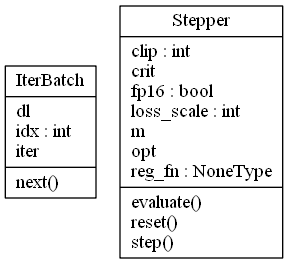 IterBatch
dl
idx : int
iter
next()
Stepper
clip : int
crit
fp16 : bool
loss_scale : int
m
opt
reg_fn : NoneType
evaluate()
reset()
step()